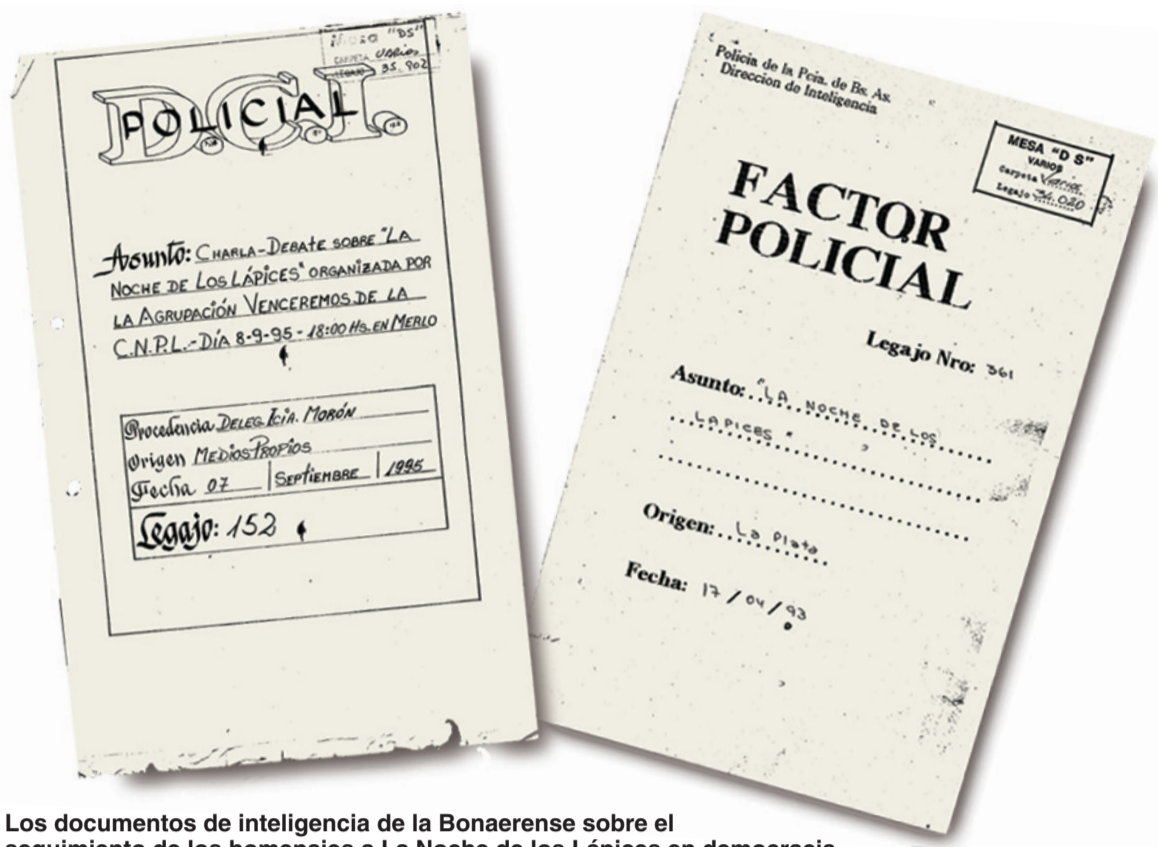 "DS"
CARPETA Varios
LEGAJO 35.902
D.C.I.
POLICIAL
Asunto: CHARLA-DEBATE SOBRE "LA
NOCHE DE LOS LÁPICES" ORGANIZADA POR
LA AGRUPACIÓN VENCEREMOS DE LA
C.N.P.L.-DÍA 8-9-95-18:00 HS. EN MERLO
Procedencia DELEG. ICIA. MORÓN
Origen MEDIOS PROPIOS
Fecha 07 | SEPTIEMBRE | 1995
Legajo: 152
Policia de la Pcia. de Bs. As.
Direccion de Inteligencia
MESA "D S"
VARIOS
Carpeta Varios
Legajo 34.020
FACTOR
POLICIAL
Legajo Nro: 361
Asunto: "LA NOCHE DE LOS
LAPICES"
Origen: La Plata
Fecha: 17/04/93
Los documentos de inteligencia de la Bonaerense sobre el
seguimiento de los homenajes a La Noche de los Lápices en democracia